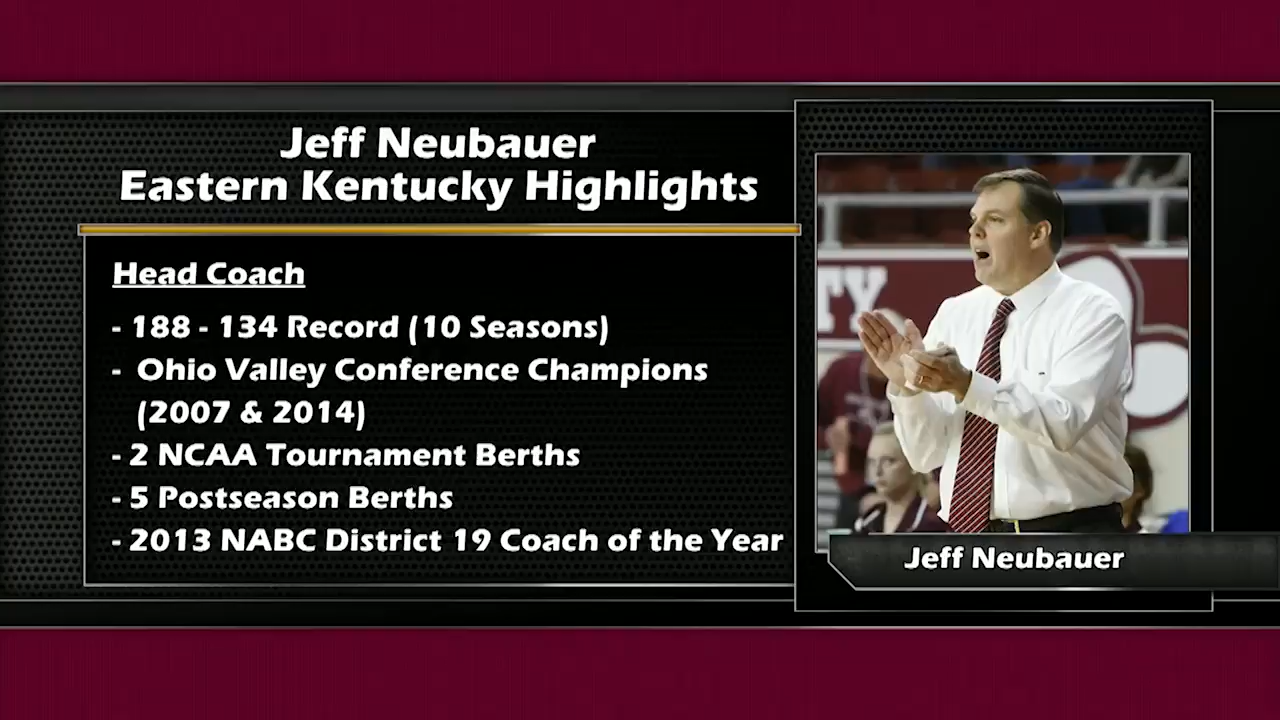 Jeff Neubauer
Eastern Kentucky Highlights
Head Coach
- 188 - 134 Record (10 Seasons)
- Ohio Valley Conference Champions
(2007 & 2014)
- 2 NCAA Tournament Berths
- 5 Postseason Berths
- 2013 NABC District 19 Coach of the Year
TY
Jeff Neubauer